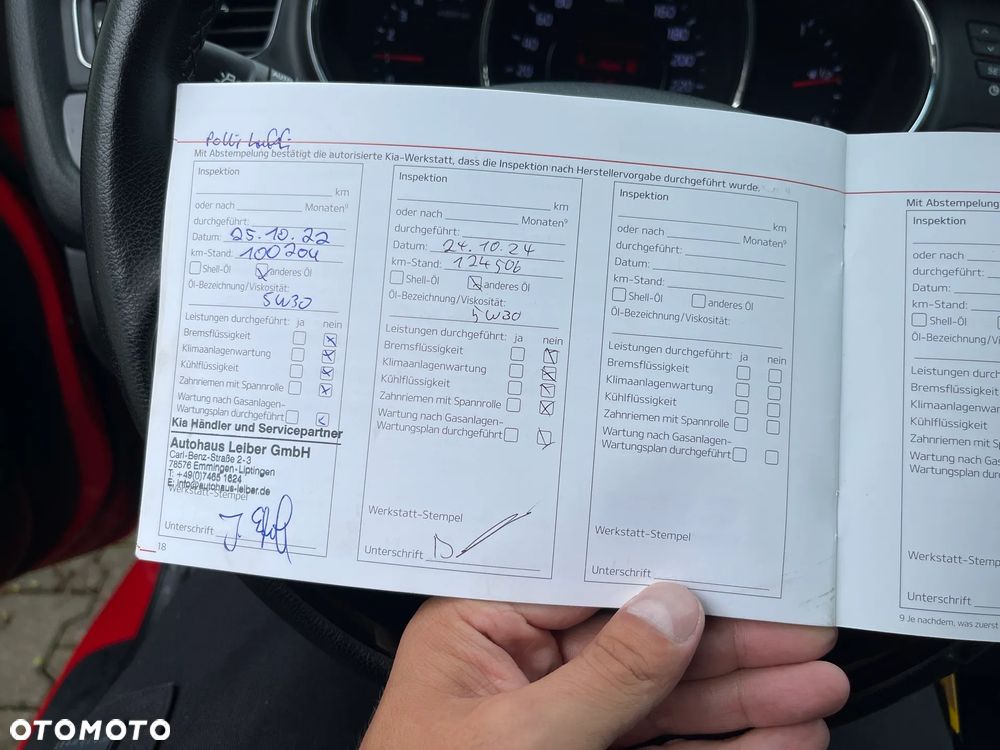 Mit Abstempelung bestätigt die autorisierte Kia-Werkstatt, dass die Inspektion nach Herstellervorgabe durchgeführt wurde.
Inspektion
km
oder nach Monaten⁹
durchgeführt:
Datum: 25.10.22
km-Stand: 100204
Shell-Öl anderes Öl
Öl-Bezeichnung/Viskosität:
5W30
Leistungen durchgeführt: ja nein
Bremsflüssigkeit
Klimaanlagenwartung
Kühlflüssigkeit
Zahnriemen mit Spannrolle
Wartung nach Gasanlagen-
Wartungsplan durchgeführt
Kia Händler und Servicepartner
Autohaus Leiber GmbH
Carl-Benz-Straße 2-3
78576 Emmingen-Liptingen
T: +49(0)7465 1624
E: info@autohaus-leiber.de
Werkstatt-Stempel
Unterschrift
18
Inspektion
km
oder nach Monaten⁹
durchgeführt:
Datum: 24.10.24
km-Stand: 124506
Shell-Öl anderes Öl
Öl-Bezeichnung/Viskosität:
5W30
Leistungen durchgeführt: ja nein
Bremsflüssigkeit
Klimaanlagenwartung
Kühlflüssigkeit
Zahnriemen mit Spannrolle
Wartung nach Gasanlagen-
Wartungsplan durchgeführt
Werkstatt-Stempel
Unterschrift
Inspektion
km
oder nach Monaten⁹
durchgeführt:
Datum:
km-Stand:
Shell-Öl anderes Öl
Öl-Bezeichnung/Viskosität:
Leistungen durchgeführt: ja nein
Bremsflüssigkeit
Klimaanlagenwartung
Kühlflüssigkeit
Zahnriemen mit Spannrolle
Wartung nach Gasanlagen-
Wartungsplan durchgeführt
Werkstatt-Stempel
Unterschrift
Mit Abstempelung
Inspektion
oder nach
durchgeführt:
Datum:
km-Stand:
Shell-Öl
Öl-Bezeichnung/Vi
Leistungen durch
Bremsflüssigkeit
Klimaanlagenwart
Kühlflüssigkeit
Zahnriemen mit S
Wartung nach Gas
Wartungsplan dur
Werkstatt-Stemp
Unterschrift
9 Je nachdem, was zuerst
OTOMOTO